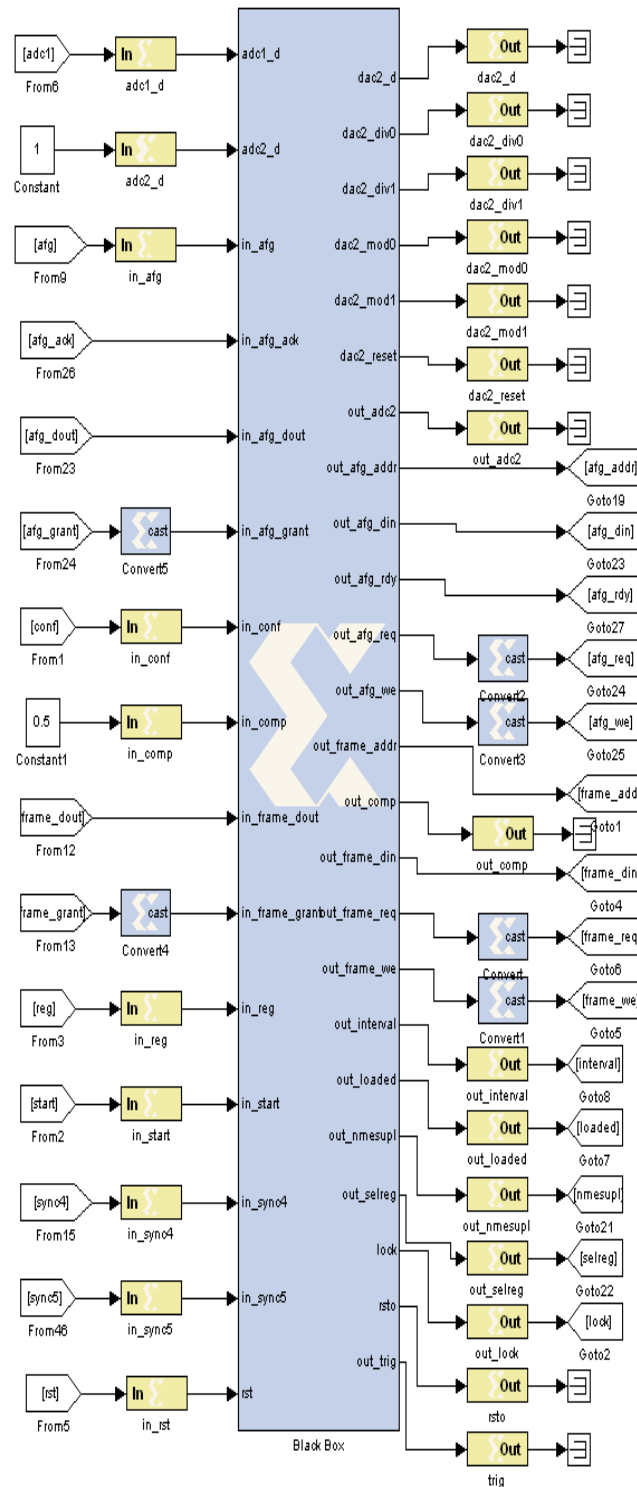 [adc1] In adc1_d dac2_d Out
From6 adc1_d dac2_d
1 In adc2_d dac2_div0 Out
Constant adc2_d dac2_div0
dac2_div1 Out
[afg] In in_afg dac2_div1
From9 in_afg dac2_mod0 Out
dac2_mod0
[afg_ack] in_afg_ack dac2_mod1 Out
From26 dac2_mod1
dac2_reset Out
dac2_reset
[afg_dout] in_afg_dout out_adc2 Out
From23 out_adc2
out_afg_addr [afg_addr]
Goto19
[afg_grant] cast in_afg_grant out_afg_din [afg_din]
From24 Convert5 Goto23
out_afg_rdy [afg_rdy]
[conf] In in_conf Goto27
From1 in_conf out_afg_req cast [afg_req]
Convert2 Goto24
0.5 In in_comp out_afg_we cast [afg_we]
Constant1 in_comp Convert3 Goto25
out_frame_addr [frame_add
[frame_dout] in_frame_dout out_comp Out Goto1
From12 out_comp
out_frame_din [frame_din
Goto4
frame_grant] cast in_frame_grant out_frame_req cast [frame_req
From13 Convert4 Convert Goto6
out_frame_we cast [frame_we]
Convert1 Goto5
[reg] In in_reg out_interval Out [interval]
From3 in_reg out_interval Goto8
[start] In in_start out_loaded Out [loaded]
From2 in_start out_loaded Goto7
out_nmesupl Out [nmesupl]
out_nmesupl Goto21
[sync4] In in_sync4 out_selreg Out [selreg]
From15 in_sync4 out_selreg Goto22
[sync5] In in_sync5 lock Out [lock]
From46 in_sync5 out_lock Goto2
[rst] In rst rsto Out
From5 in_rst rsto
out_trig Out
Black Box trig